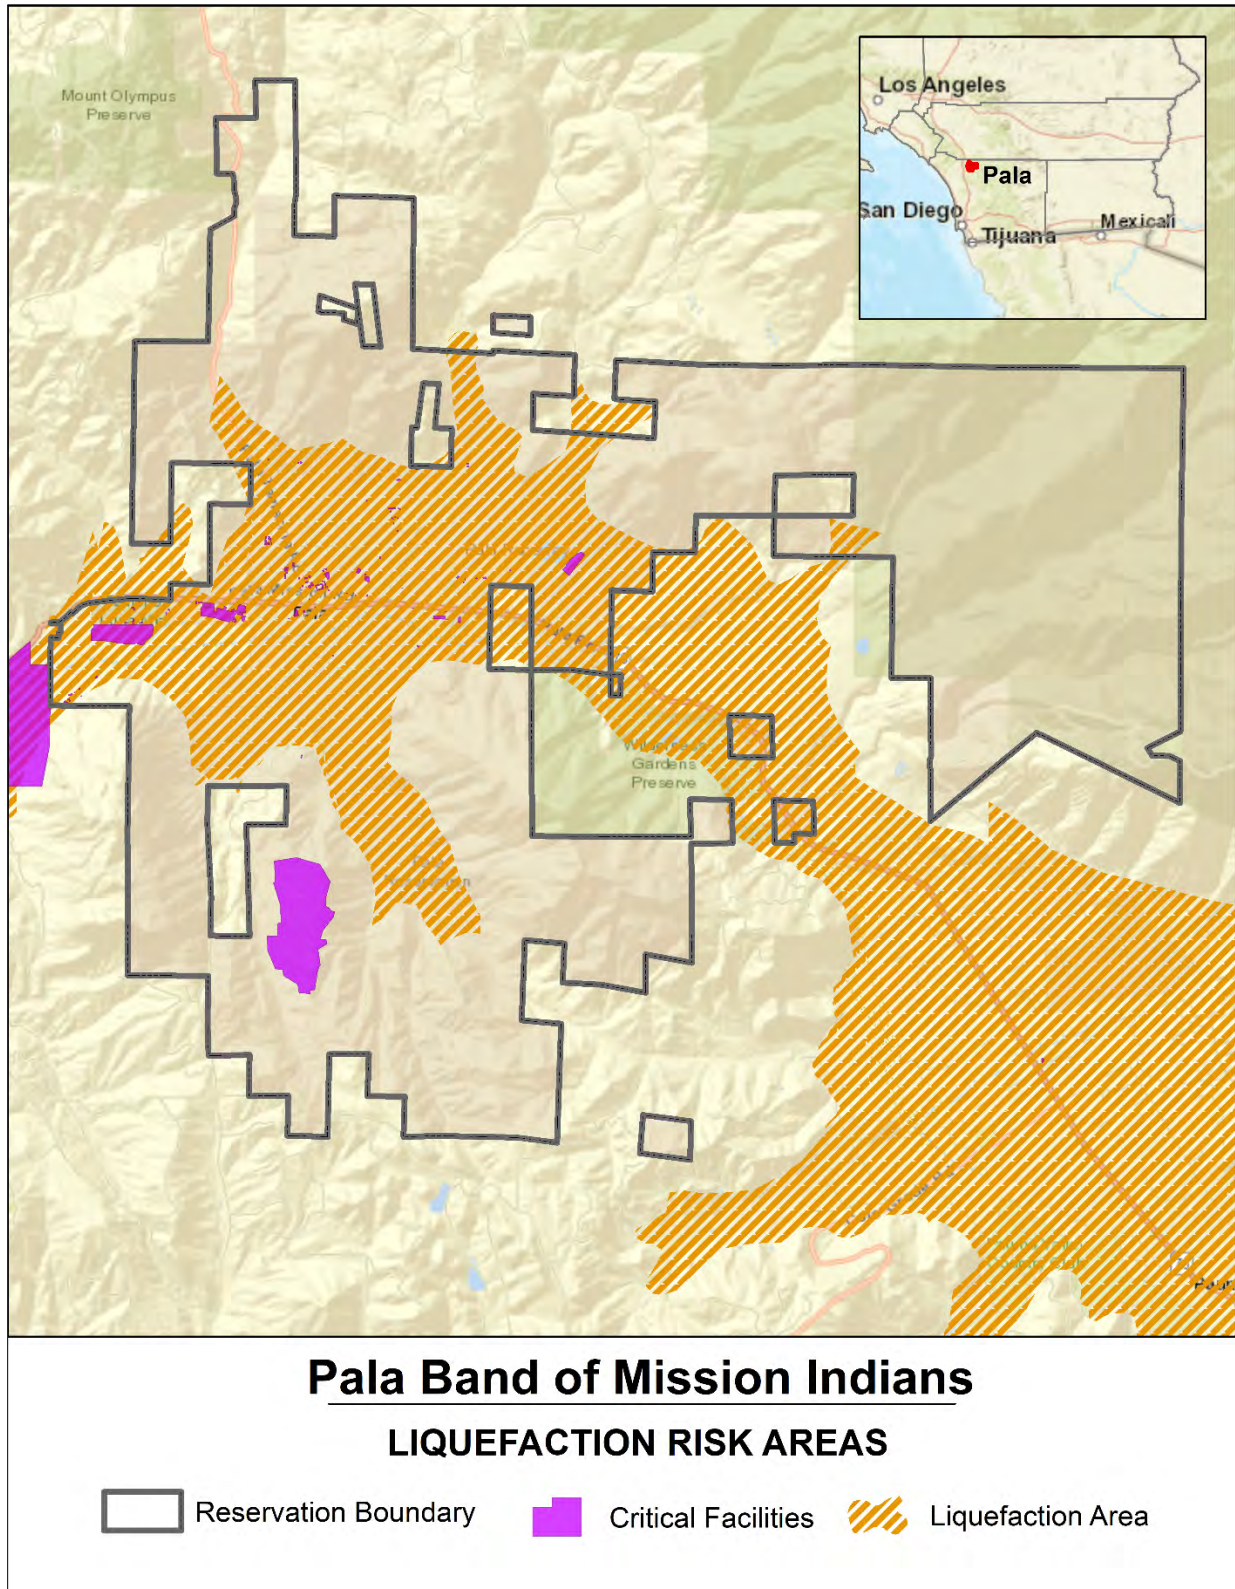 Mount Olympus
Preserve
Los Angeles
Pala
San Diego
Tijuana
Mexicali
Wilderness
Gardens
Preserve
Pala Band of Mission Indians
LIQUEFACTION RISK AREAS
Reservation Boundary
Critical Facilities
Liquefaction Area